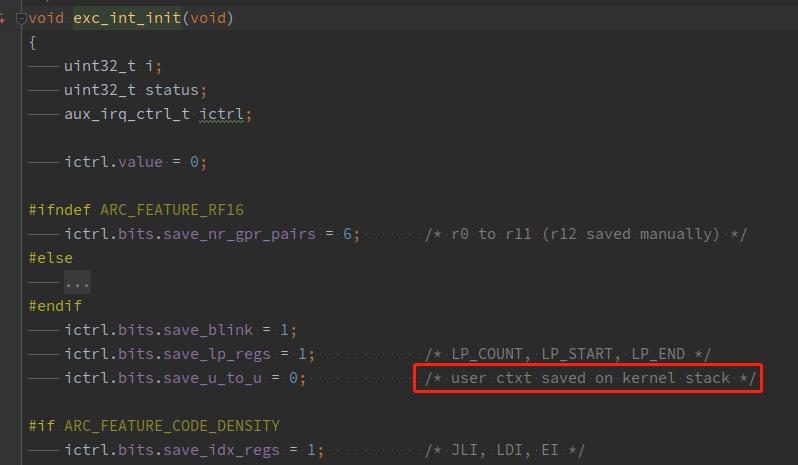 void exc_int_init(void)
{
uint32_t i;
uint32_t status;
aux_irq_ctrl_t ictrl;
ictrl.value = 0;
#ifndef ARC_FEATURE_RF16
ictrl.bits.save_nr_gpr_pairs = 6; /* r0 to r11 (r12 saved manually) */
#else
...
#endif
ictrl.bits.save_blink = 1;
ictrl.bits.save_lp_regs = 1; /* LP_COUNT, LP_START, LP_END */
ictrl.bits.save_u_to_u = 0; /* user ctxt saved on kernel stack */
#if ARC_FEATURE_CODE_DENSITY
ictrl.bits.save_idx_regs = 1; /* JLI, LDI, EI */